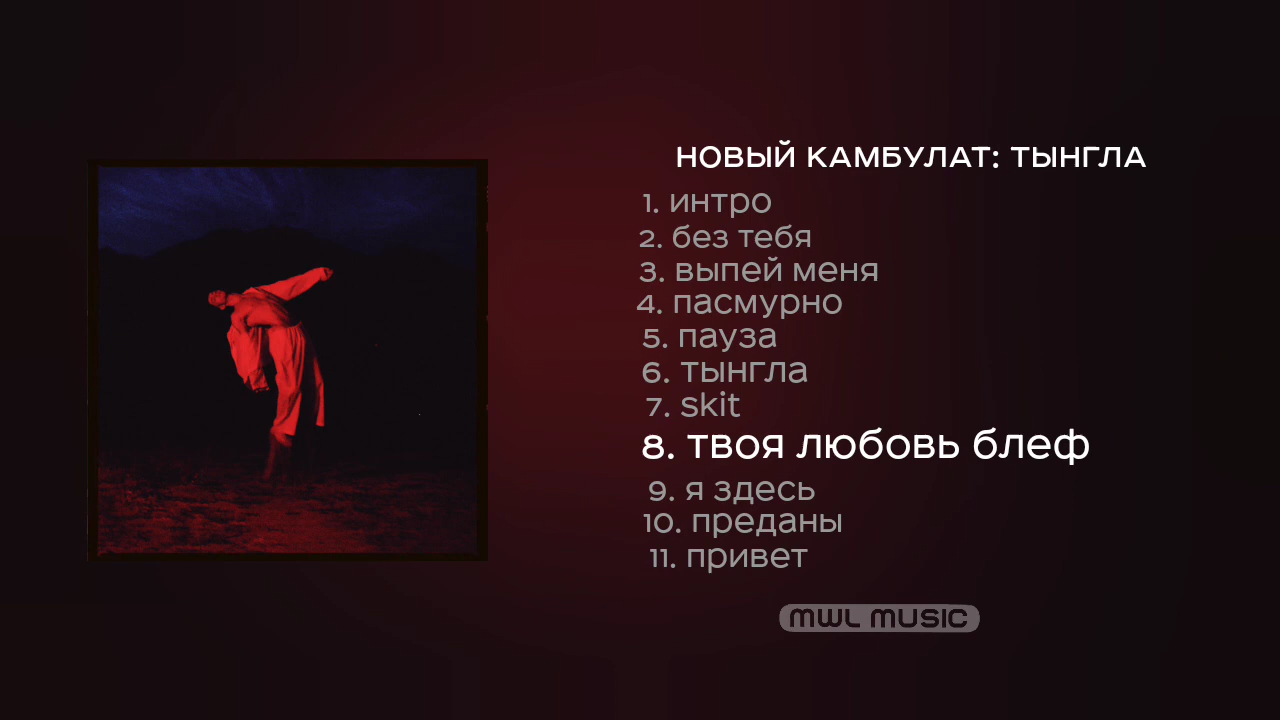 НОВЫЙ КАМБУЛАТ: ТЫНГЛА
1. интро
2. без тебя
3. выпей меня
4. пасмурно
5. пауза
6. тынгла
7. skit
8. твоя любовь блеф
9. я здесь
10. преданы
11. привет
MWL MUSIC